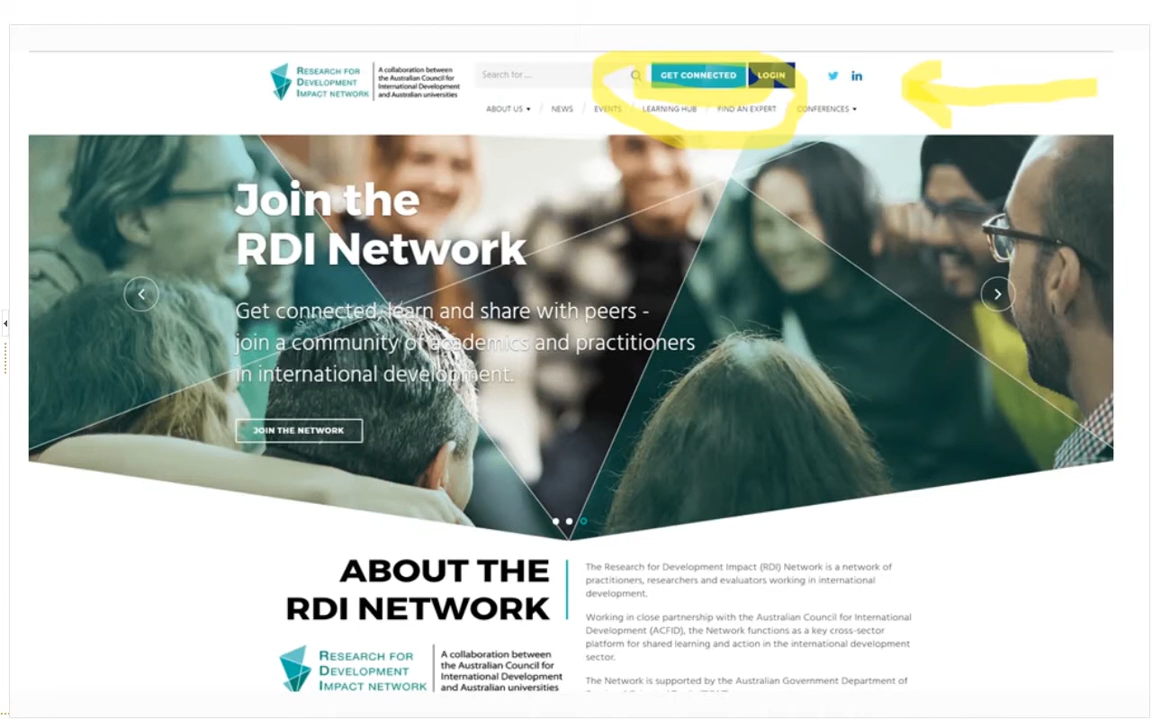 RESEARCH FOR
DEVELOPMENT
IMPACT NETWORK
A collaboration between
the Australian Council for
International Development
and Australian universities
Search for ...
GET CONNECTED
LOGIN
ABOUT US / NEWS / EVENTS / LEARNING HUB / FIND AN EXPERT / CONFERENCES
Join the
RDI Network
Get connected, learn and share with peers -
join a community of academics and practitioners
in international development.
JOIN THE NETWORK
ABOUT THE
RDI NETWORK
RESEARCH FOR
DEVELOPMENT
IMPACT NETWORK
A collaboration between
the Australian Council for
International Development
and Australian universities
The Research for Development Impact (RDI) Network is a network of
practitioners, researchers and evaluators working in international
development.
Working in close partnership with the Australian Council for International
Development (ACFID), the Network functions as a key cross-sector
platform for shared learning and action in the international development
sector.
The Network is supported by the Australian Government Department of